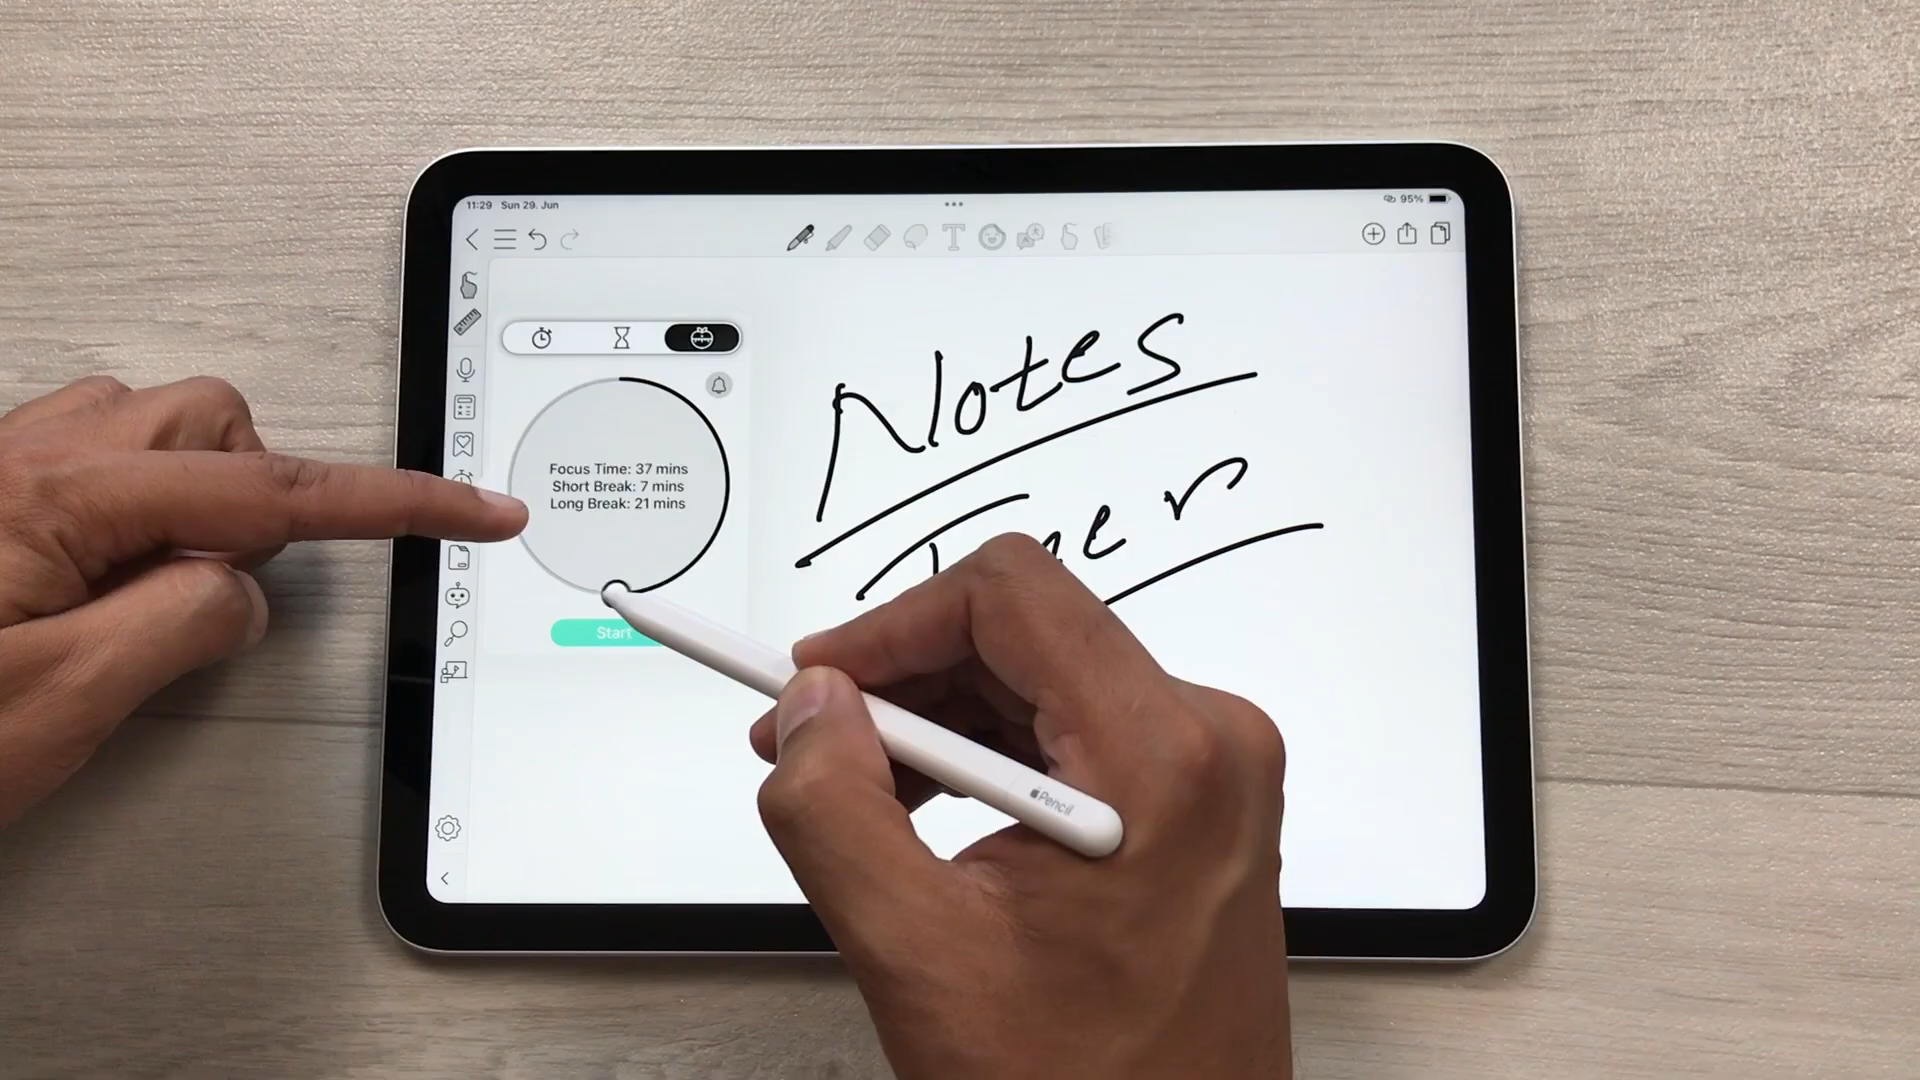 11:29 Sun 29. Jun
95%
T
Focus Time: 37 mins
Short Break: 7 mins
Long Break: 21 mins
Start
Notes
Pencil